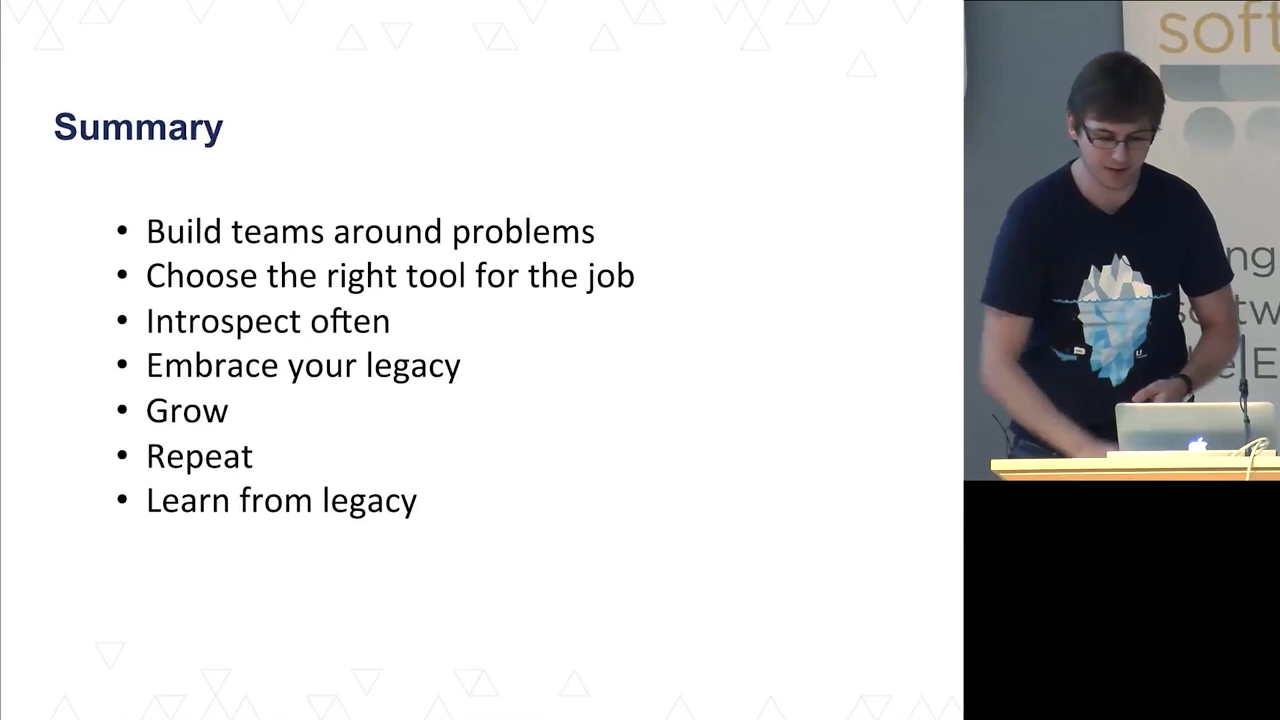 Summary
• Build teams around problems
• Choose the right tool for the job
• Introspect often
• Embrace your legacy
• Grow
• Repeat
• Learn from legacy
soft